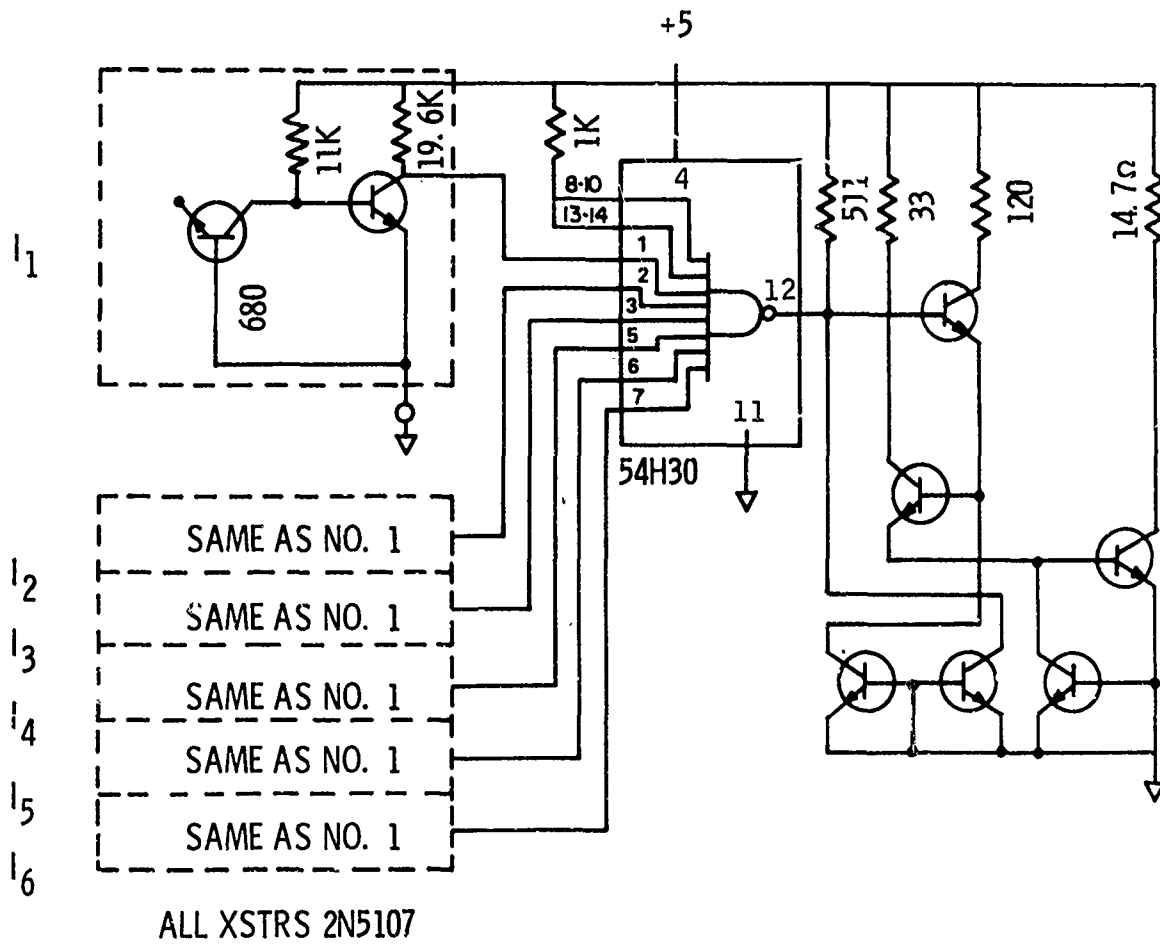 +5
11K
19.6K
1K
8-10
13-14
4
1
2
3
5
6
7
12
11
54H30
511
33
120
14.7Ω
I1
680
SAME AS NO. 1
SAME AS NO. 1
SAME AS NO. 1
SAME AS NO. 1
SAME AS NO. 1
I2
I3
I4
I5
I6
ALL XSTRS 2N5107